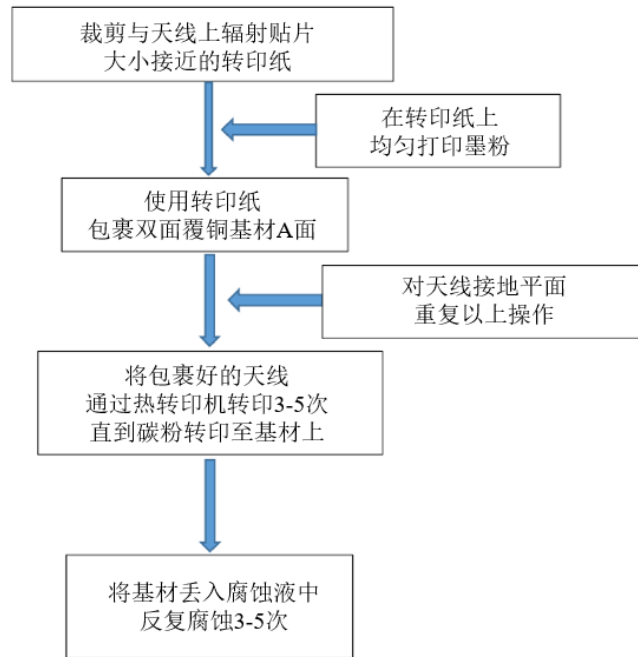 裁剪与天线上辐射贴片
大小接近的转印纸
在转印纸上
均匀打印墨粉
使用转印纸
包裹双面覆铜基材A面
对天线接地平面
重复以上操作
将包裹好的天线
通过热转印机转印3-5次
直到碳粉转印至基材上
将基材丢入腐蚀液中
反复腐蚀3-5次